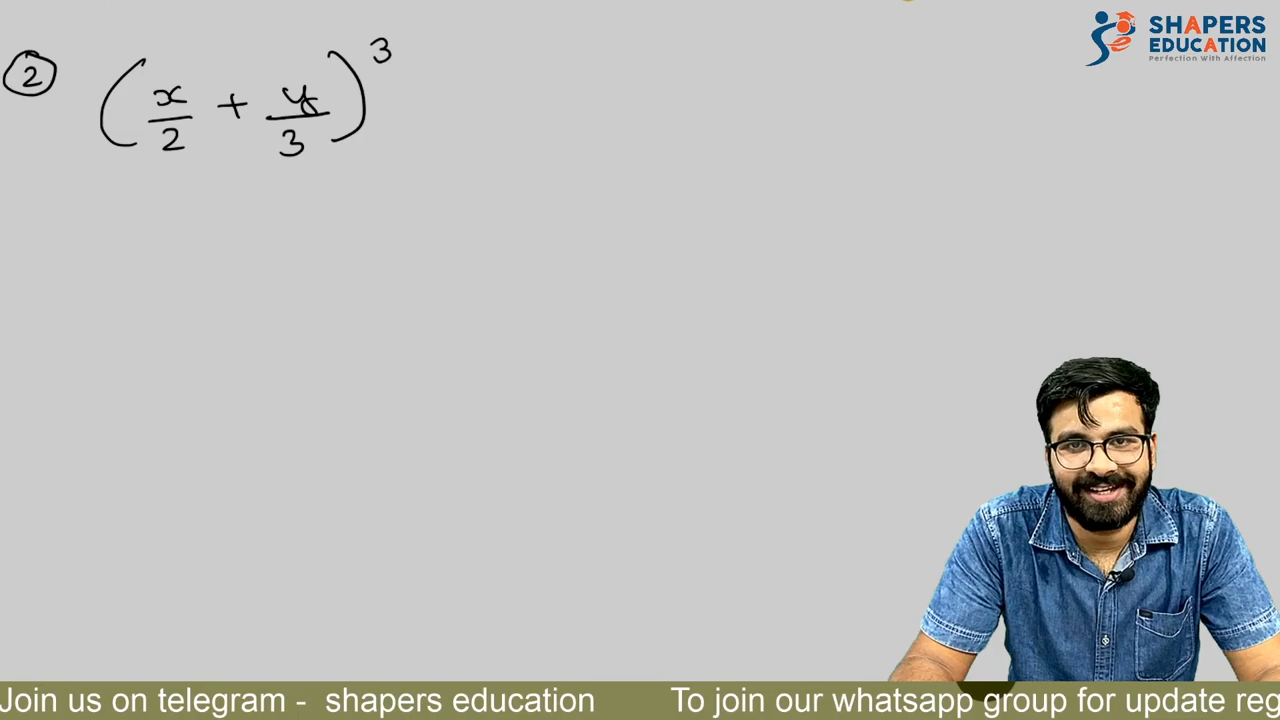 SHAPERS
EDUCATION
Perfection With Affection
② (x/2 + y/3)³
Join us on telegram - shapers education To join our whatsapp group for update reg